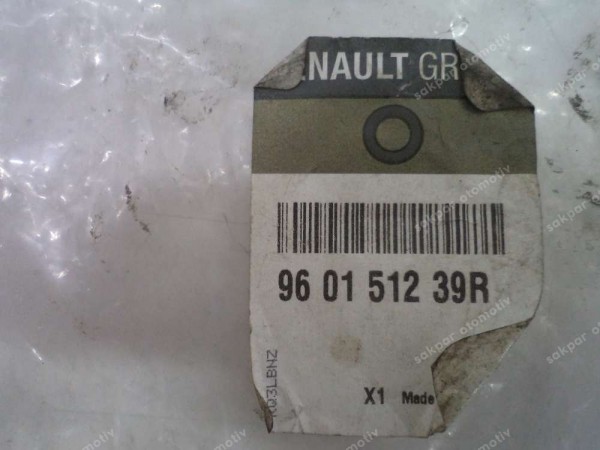 NAULT GR
96 01 512 39R
X1 Made
sakpar otomotiv